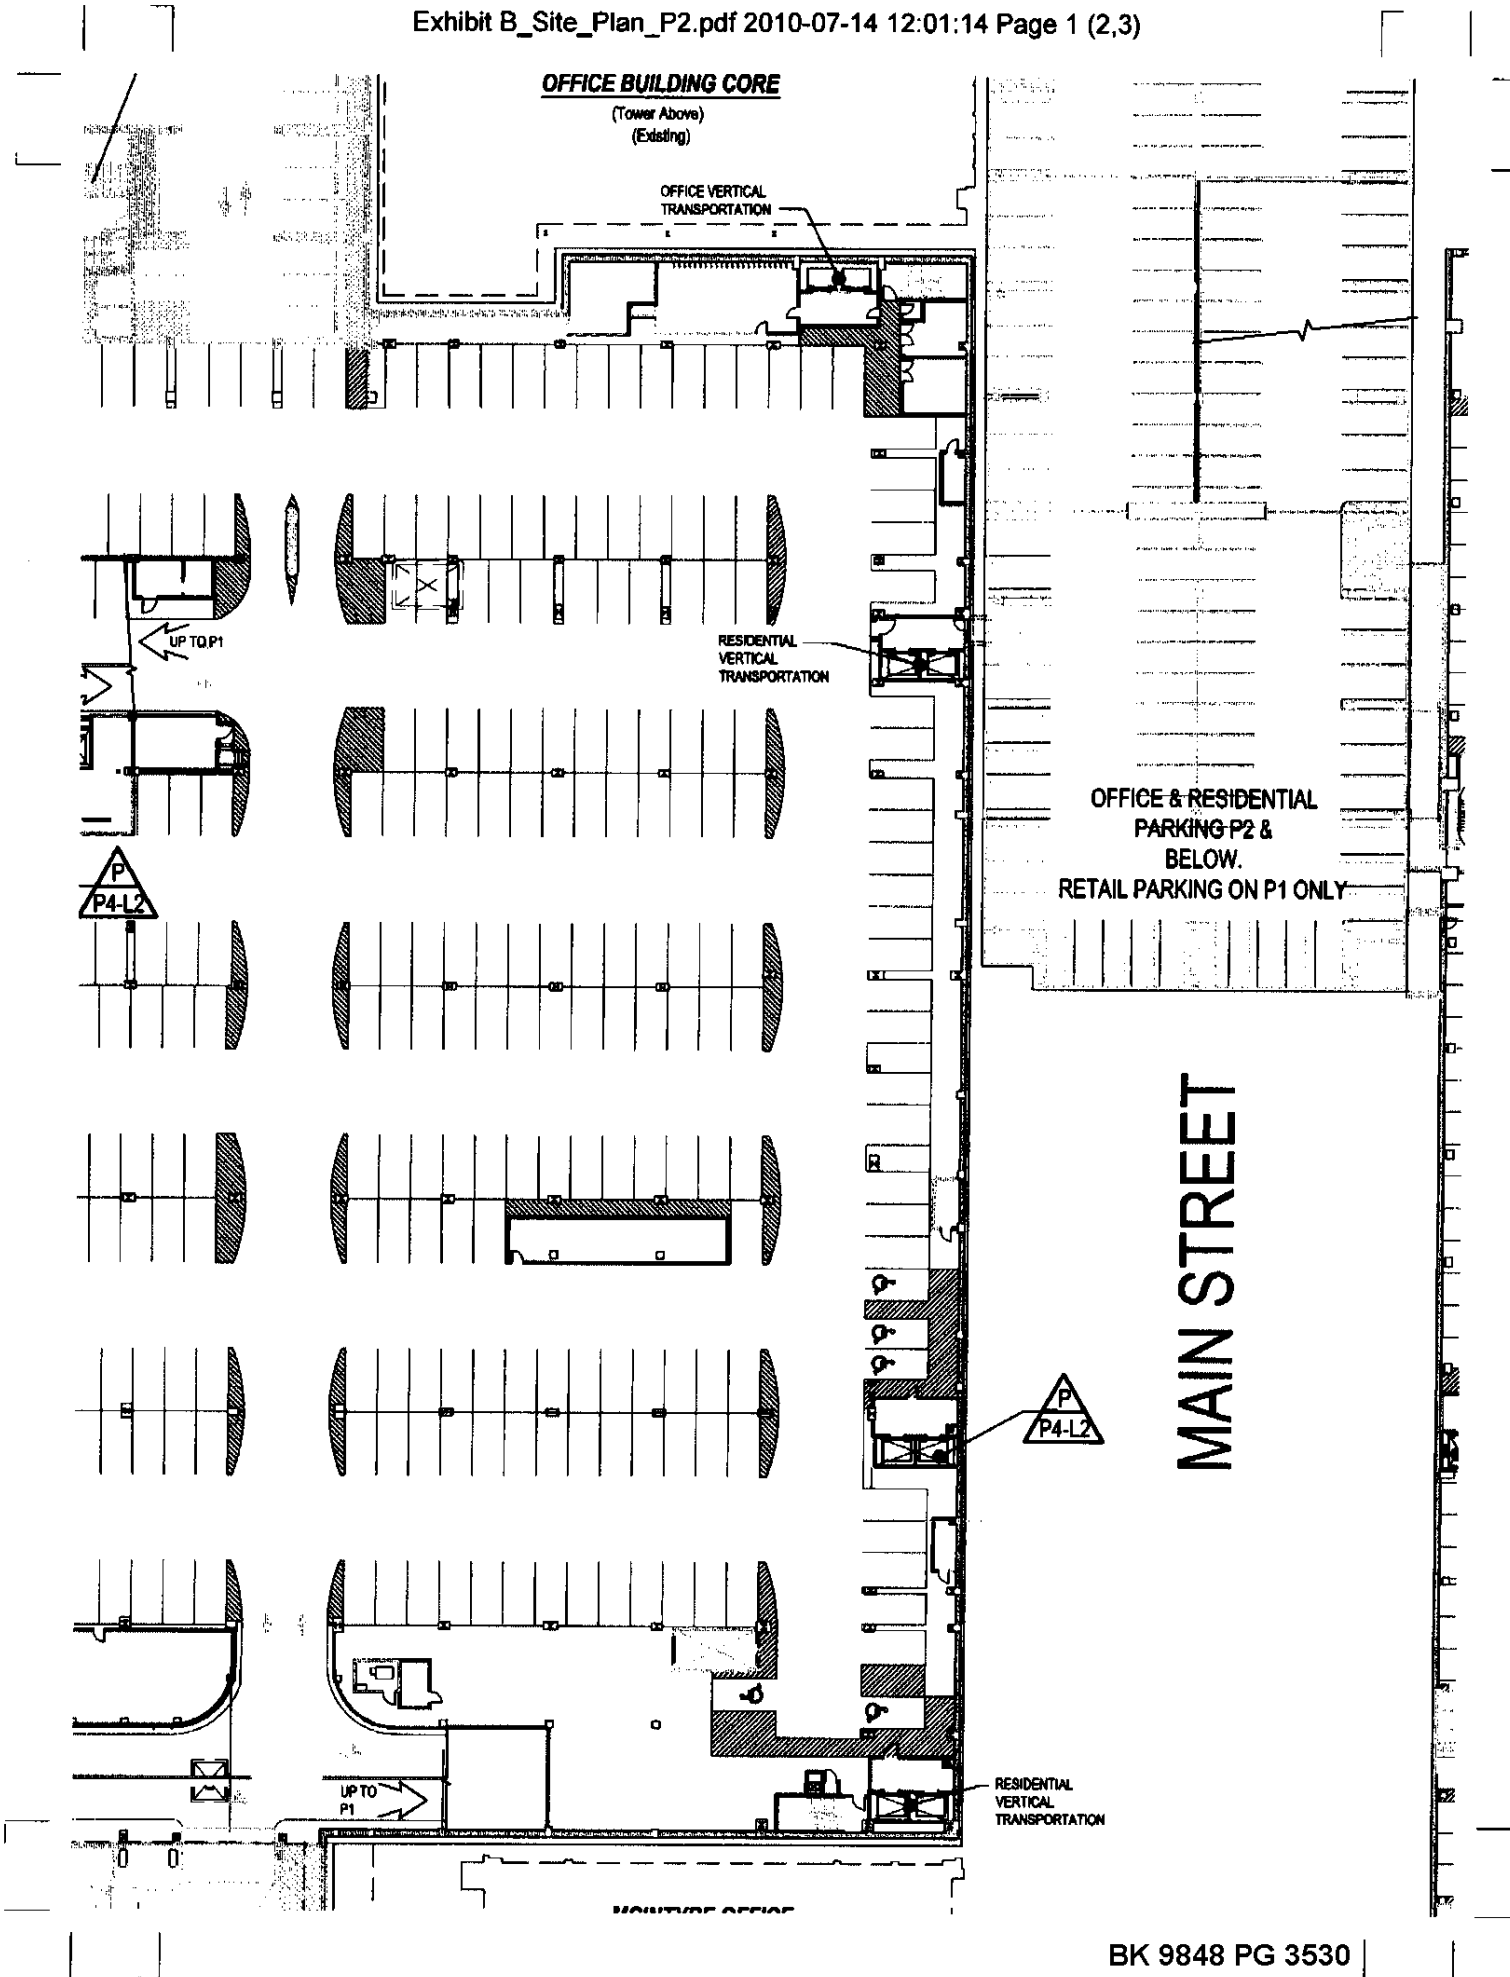 Exhibit B_Site_Plan_P2.pdf 2010-07-14 12:01:14 Page 1 (2,3)
OFFICE BUILDING CORE
(Tower Above)
(Existing)
OFFICE VERTICAL
TRANSPORTATION
UP TO P1
RESIDENTIAL
VERTICAL
TRANSPORTATION
OFFICE & RESIDENTIAL
PARKING P2 &
BELOW.
RETAIL PARKING ON P1 ONLY
P
P4-L2
MAIN STREET
P
P4-L2
UP TO
P1
RESIDENTIAL
VERTICAL
TRANSPORTATION
MCINTYRE OFFICE
BK 9848 PG 3530